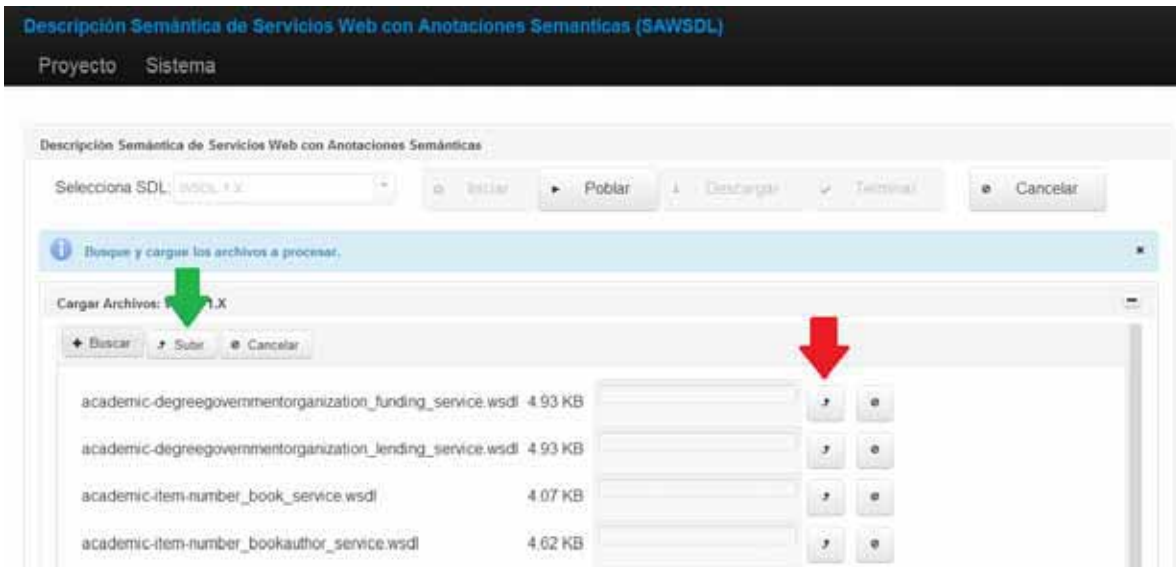 Descripción Semántica de Servicios Web con Anotaciones Semanticas (SAWSDL)
Proyecto Sistema
Descripción Semántica de Servicios Web con Anotaciones Semánticas
Selecciona SDL: WSDL 1.X Iniciar Poblar Descargar Terminar Cancelar
Busque y cargue los archivos a procesar.
Cargar Archivos: 1.X
Buscar Subir Cancelar
academic-degreegovernmentorganization_funding_service.wsdl 4.93 KB
academic-degreegovernmentorganization_lending_service.wsdl 4.93 KB
academic-item-number_book_service.wsdl 4.07 KB
academic-item-number_bookauthor_service.wsdl 4.62 KB